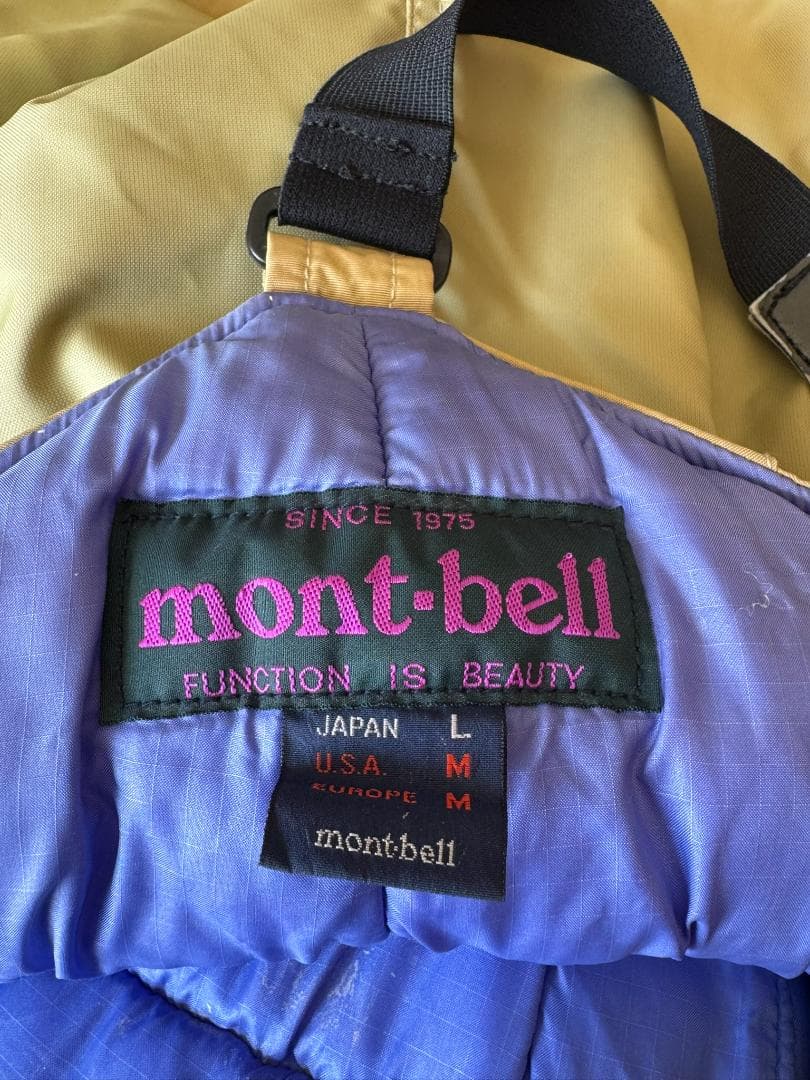 SINCE 1975
mont-bell
FUNCTION IS BEAUTY
JAPAN L
U.S.A. M
EUROPE M
mont·bell